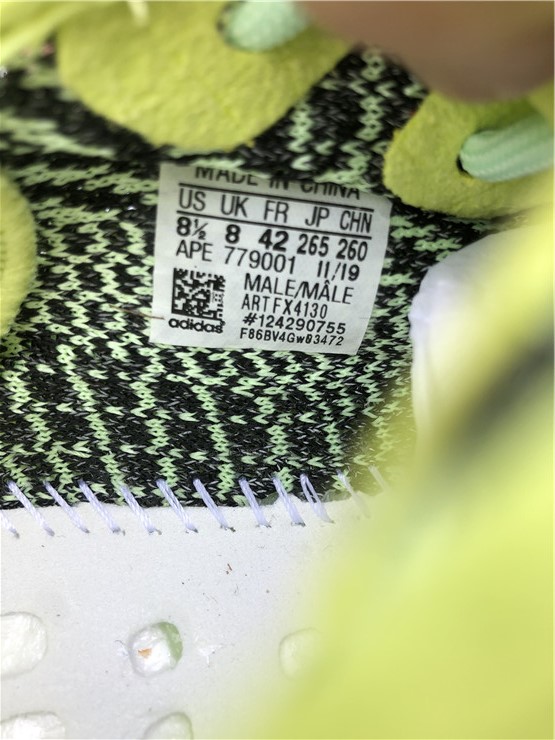 MADE IN CHINA
US UK FR JP CHN
8½ 8 42 265 260
APE 779001 11/19
MALE/MÂLE
ART FX4130
#124290755
adidas
F86BV4GwB3472